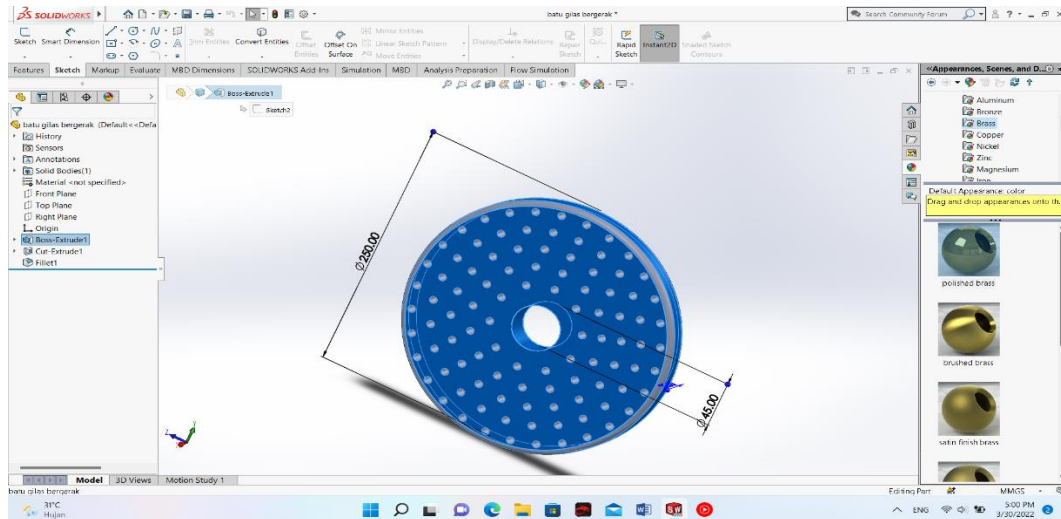 SOLIDWORKS
batu gilas bergerak *
Search Community Forum
Sketch
Smart Dimension
Trim Entities
Convert Entities
Offset Entities
Offset On Surface
Mirror Entities
Linear Sketch Pattern
Move Entities
Display/Delete Relations
Repair Sketch
Rapid Sketch
Instant2D
Shaded Sketch Contours
Features
Sketch
Markup
Evaluate
MBD Dimensions
SOLIDWORKS Add-Ins
Simulation
MBD
Analysis Preparation
Flow Simulation
Boss-Extrude1
Sketch2
batu gilas bergerak (Default<<Defa
History
Sensors
Annotations
Solid Bodies(1)
Material <not specified>
Front Plane
Top Plane
Right Plane
Origin
Boss-Extrude1
Cut-Extrude1
Fillet1
Ø250.00
Ø45.00
Appearances, Scenes, and D...
Aluminum
Bronze
Brass
Copper
Nickel
Zinc
Magnesium
Iron
Default Appearance: color
Drag and drop appearances onto th
polished brass
brushed brass
satin finish brass
Model
3D Views
Motion Study 1
batu gilas bergerak
Editing Part
MMGS
31°C
Hujan
ENG
5:00 PM
3/30/2022